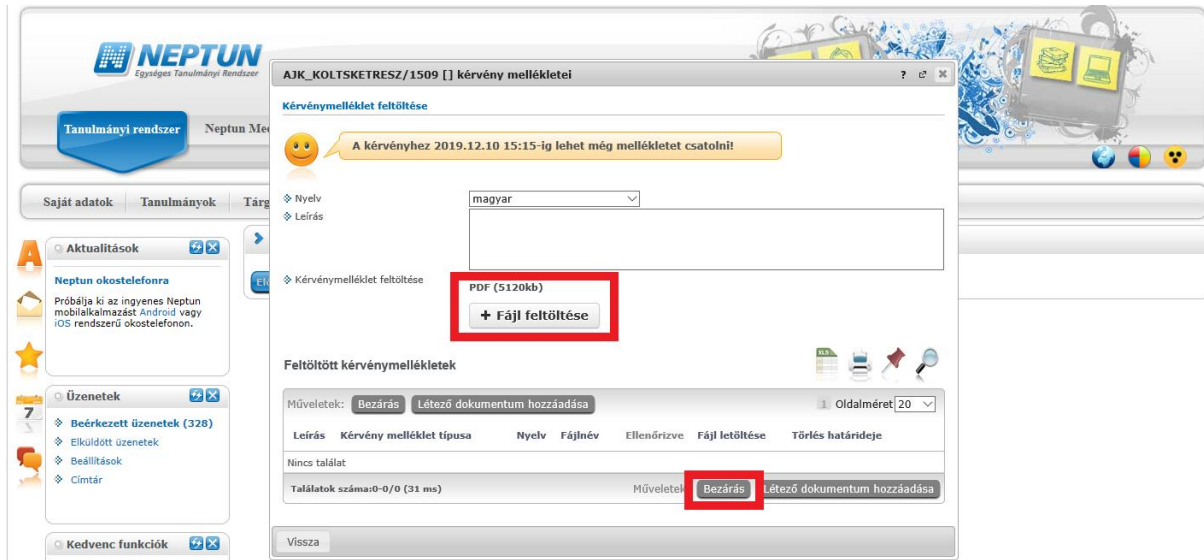 NEPTUN
Egységes Tanulmányi Rendszer
AJK_KOLTSKETRESZ/1509 [] kérvény mellékletei
?
Kérvénymelléklet feltöltése
Tanulmányi rendszer
A kérvényhez 2019.12.10 15:15-ig lehet még mellékletet csatolni!
Saját adatok Tanulmányok
Nyelv magyar
Leírás
Aktualitások
Neptun okostelefonra
Próbálja ki az ingyenes Neptun
mobilalkalmazást Android vagy
iOS rendszerű okostelefonon.
Kérvénymelléklet feltöltése
PDF (5120kb)
+ Fájl feltöltése
Feltöltött kérvénymellékletek
XLS
Üzenetek
7
Beérkezett üzenetek (328)
Elküldött üzenetek
Beállítások
Címtár
Műveletek: Bezárás Létező dokumentum hozzáadása 1 Oldalméret 20
Leírás Kérvény melléklet típusa Nyelv Fájlnév Ellenőrizve Fájl letöltése Törlés határideje
Nincs találat
Találatok száma:0-0/0 (31 ms) Műveletek Bezárás Létező dokumentum hozzáadása
Kedvenc funkciók
Vissza